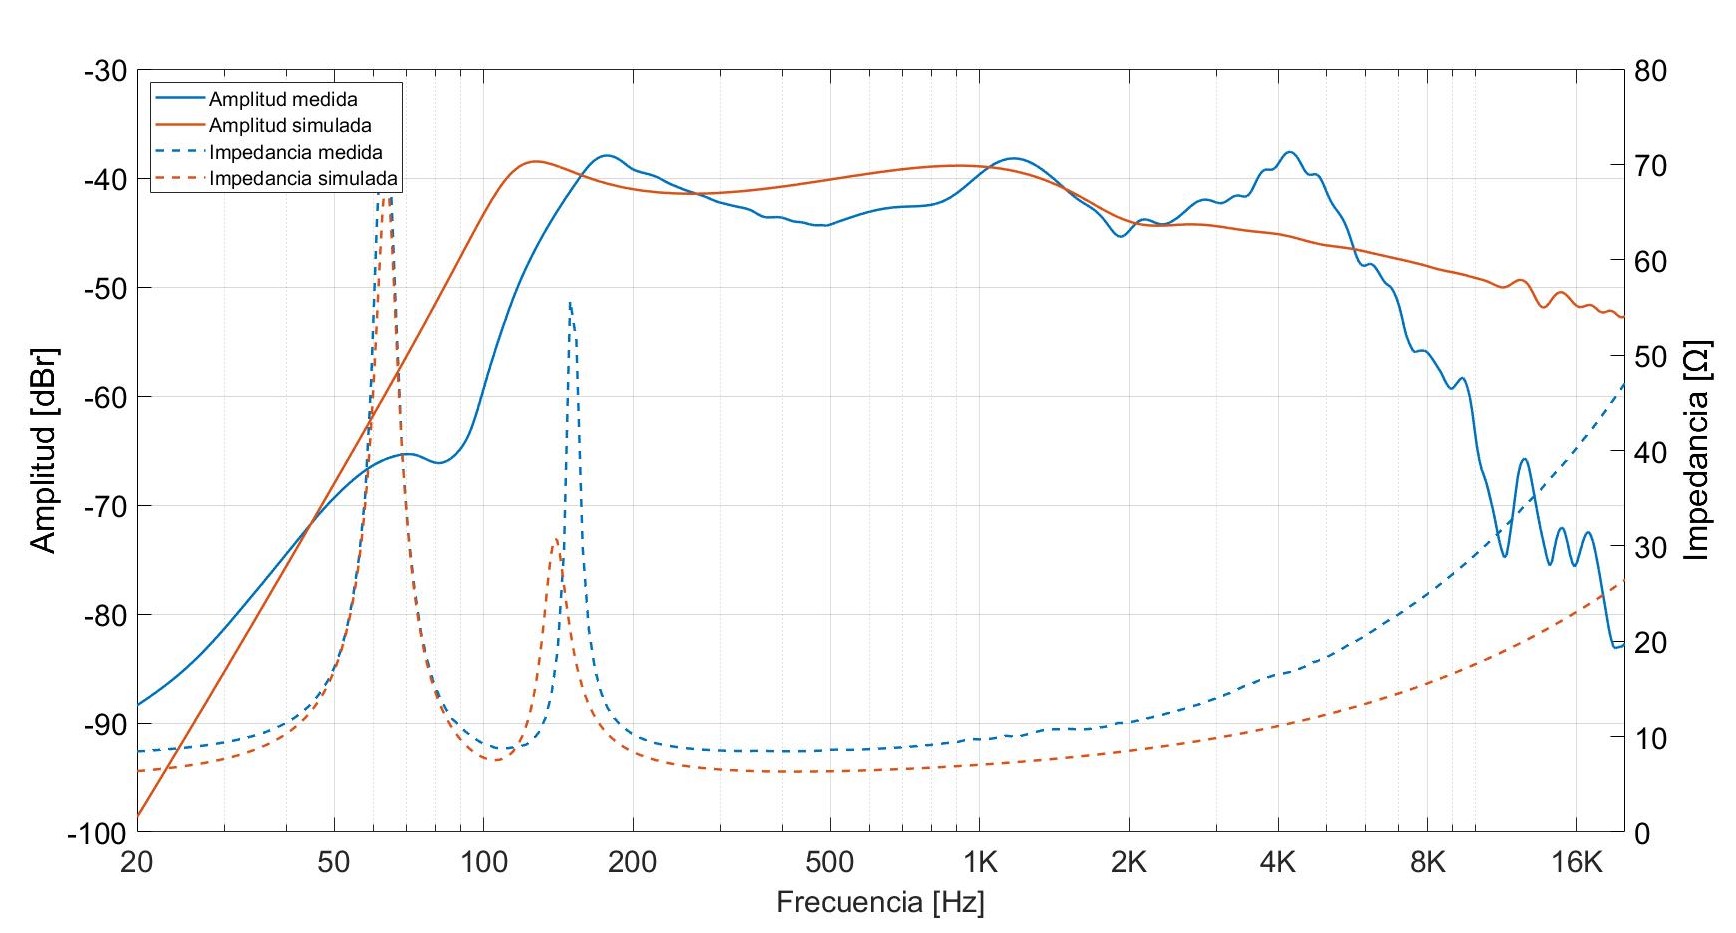 Amplitud medida
Amplitud simulada
Impedancia medida
Impedancia simulada
-30
-40
-50
-60
-70
-80
-90
-100
Amplitud [dBr]
80
70
60
50
40
30
20
10
0
Impedancia [Ω]
20 50 100 200 500 1K 2K 4K 8K 16K
Frecuencia [Hz]